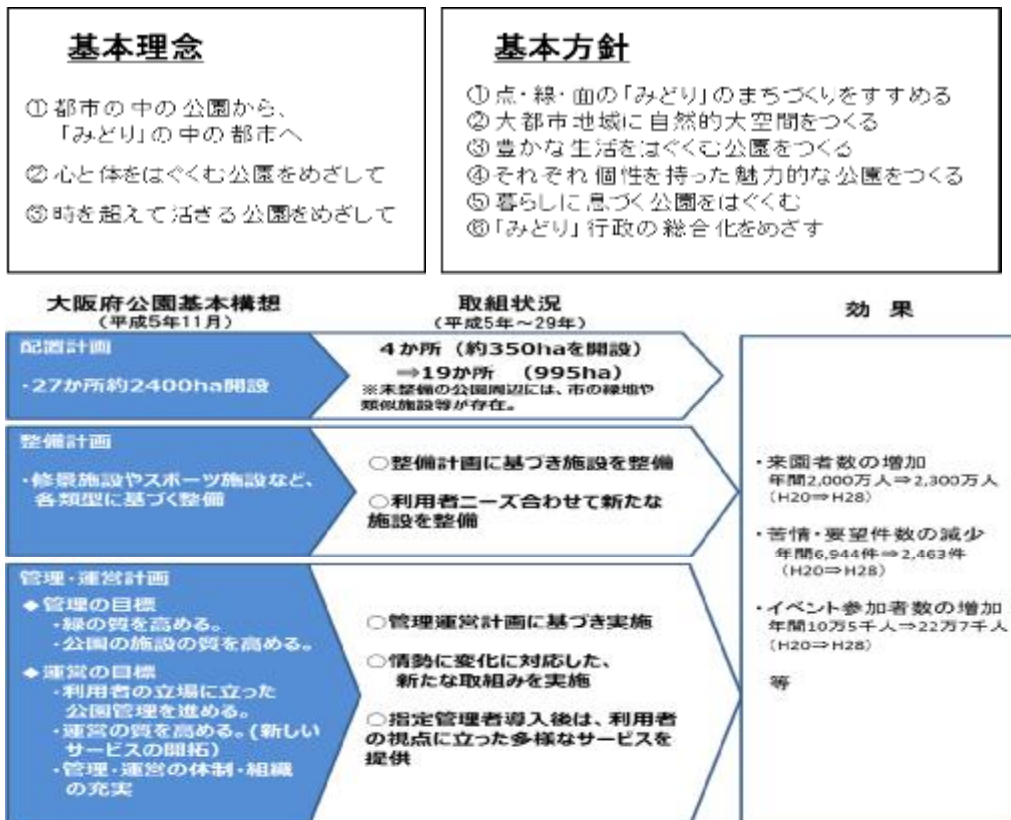 基本理念
①都市の中の公園から、
「みどり」の中の都市へ
②心と体をはぐくむ公園をめざして
③時を超えて活きる公園をめざして
基本方針
①点・線・面の「みどり」のまちづくりをすすめる
②大都市地域に自然的大空間をつくる
③豊かな生活をはぐくむ公園をつくる
④それぞれ個性を持った魅力的な公園をつくる
⑤暮らしに息づく公園をはぐくむ
⑥「みどり」行政の総合化をめざす
大阪府公園基本構想
（平成5年11月）
取組状況
（平成5年～29年）
効 果
配置計画
・27か所約2400ha開設
4か所（約350haを開設）
⇒19か所 （995ha）
※未整備の公園周辺には、市の緑地や
類似施設等が存在。
整備計画
・修景施設やスポーツ施設など、
各類型に基づく整備
○整備計画に基づき施設を整備
○利用者ニーズ合わせて新たな
施設を整備
管理・運営計画
◆管理の目標
・緑の質を高める。
・公園の施設の質を高める。
◆運営の目標
・利用者の立場に立った
公園管理を進める。
・運営の質を高める。（新しい
サービスの開拓）
・管理・運営の体制・組織
の充実
○管理運営計画に基づき実施
○情勢に変化に対応した、
新たな取組みを実施
○指定管理者導入後は、利用者
の視点に立った多様なサービスを
提供
・来園者数の増加
年間2,000万人⇒2,300万人
（H20⇒H28）
・苦情・要望件数の減少
年間6,944件⇒2,463件
（H20⇒H28）
・イベント参加者数の増加
年間10万5千人⇒22万7千人
（H20⇒H28）
等